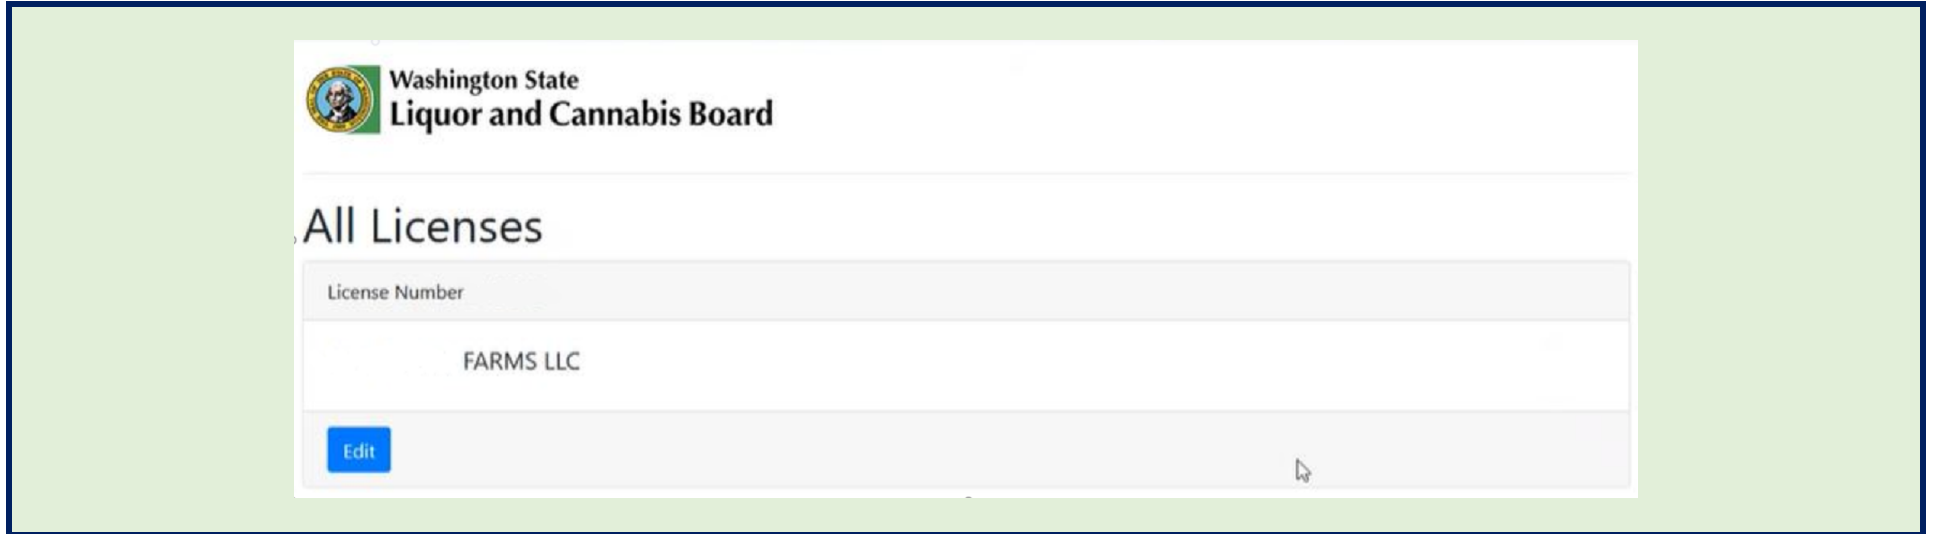 Washington State
Liquor and Cannabis Board
All Licenses
License Number
FARMS LLC
Edit